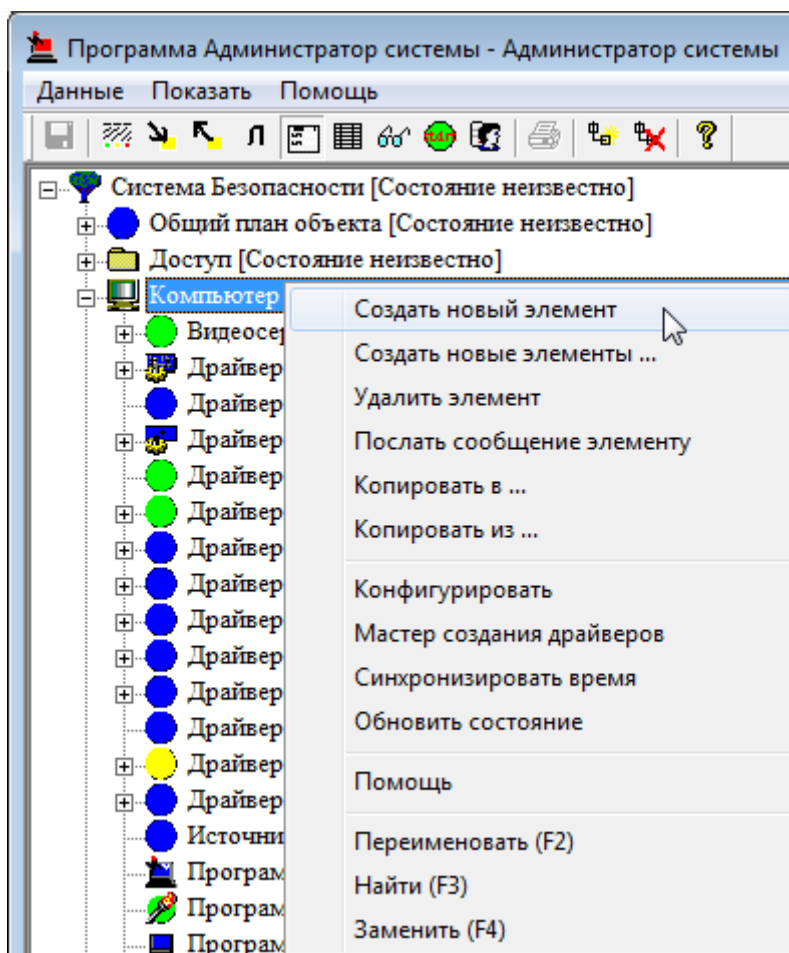 Программа Администратор системы - Администратор системы
Данные Показать Помощь
Л start
Система Безопасности [Состояние неизвестно]
Общий план объекта [Состояние неизвестно]
Доступ [Состояние неизвестно]
Компьютер
Создать новый элемент
Видеосер
Создать новые элементы ...
Драйвер
Удалить элемент
Драйвер
Драйвер
Послать сообщение элементу
Драйвер
Копировать в ...
Драйвер
Копировать из ...
Драйвер
Драйвер
Конфигурировать
Драйвер
Мастер создания драйверов
Драйвер
Синхронизировать время
Драйвер
Обновить состояние
Драйвер
Драйвер
Помощь
Драйвер
Источни
Переименовать (F2)
Програм
Найти (F3)
Програм
Заменить (F4)
Програм